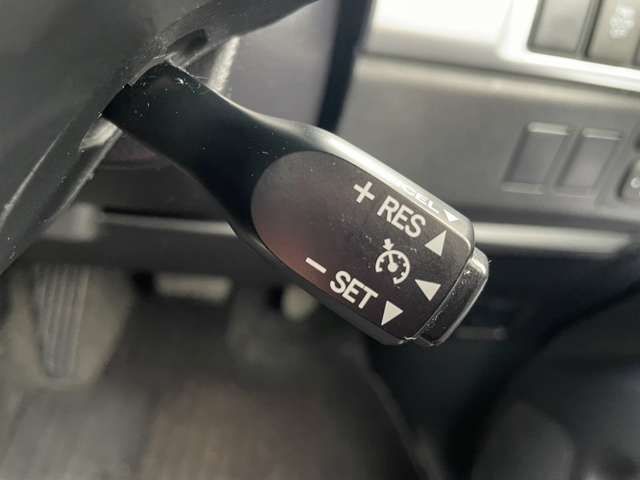 + RES ▲
- SET ▼